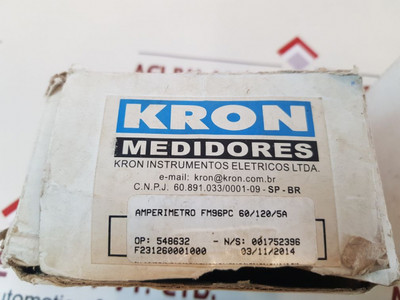 KRON
MEDIDORES
KRON INSTRUMENTOS ELETRICOS LTDA.
e-mail: kron@kron.com.br
C.N.P.J. 60.891.033/0001-09 - SP - BR
AMPERIMETRO FM96PC 60/120/5A
OP: 548632 - N/S: 001752396
F231260001000 03/11/2014